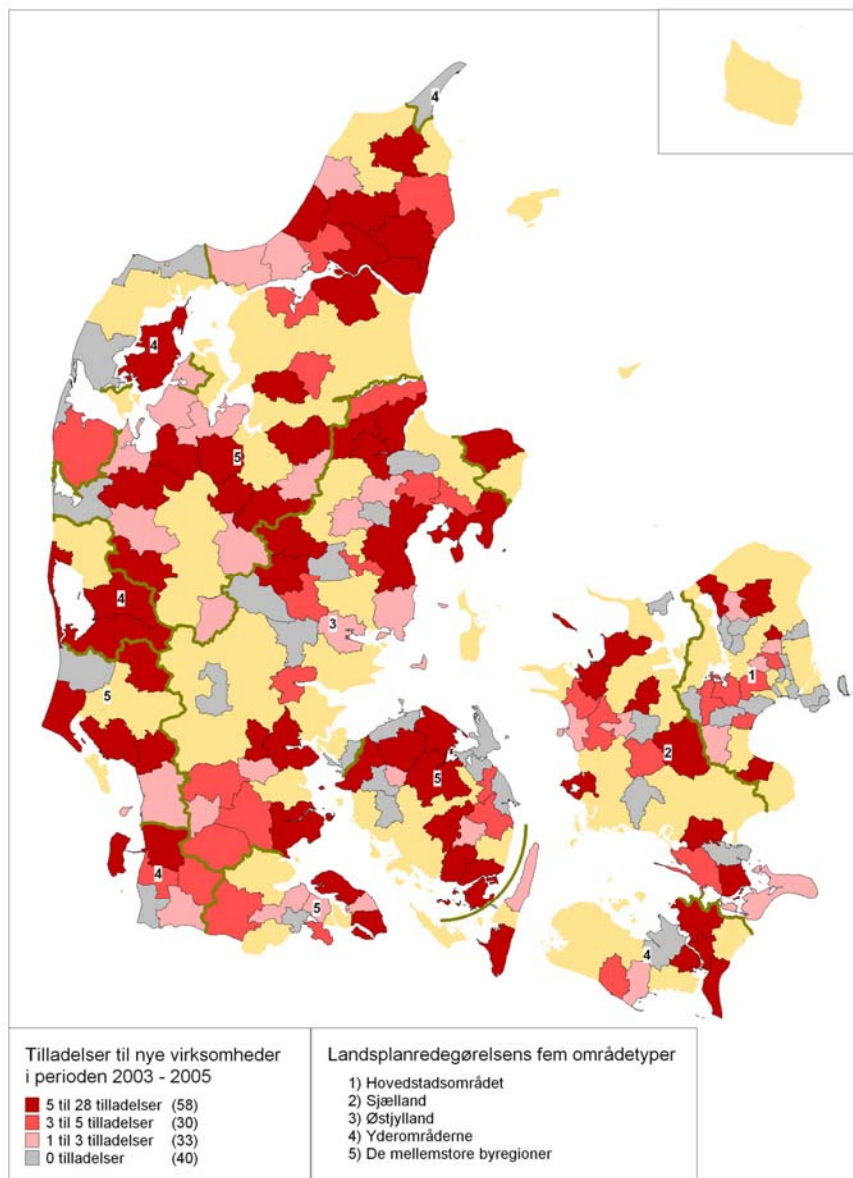 4
4
5
3
4
5
1
2
5
4
5
4
Tilladelser til nye virksomheder
i perioden 2003 - 2005
5 til 28 tilladelser (58)
3 til 5 tilladelser (30)
1 til 3 tilladelser (33)
0 tilladelser (40)
Landsplanredegørelsens fem områdetyper
1) Hovedstadsområdet
2) Sjælland
3) Østjylland
4) Yderområderne
5) De mellemstore byregioner